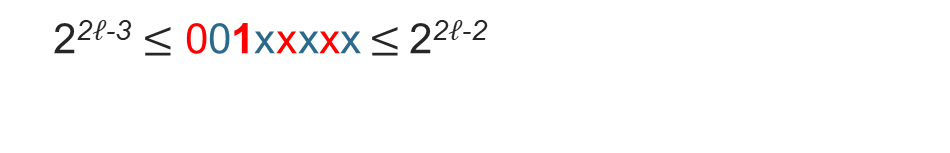 2^{2ℓ-3} ≤ 001xxxxx ≤ 2^{2ℓ-2}